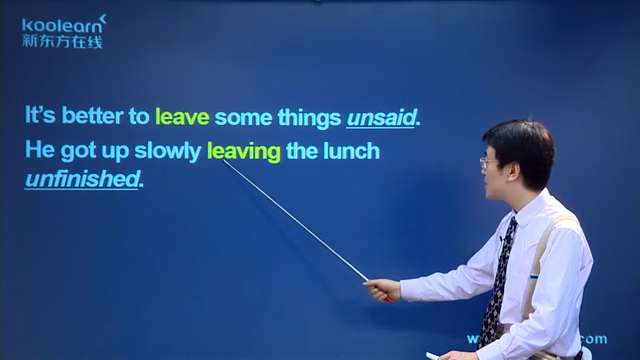 koolearn
新东方在线
It's better to leave some things unsaid.
He got up slowly leaving the lunch
unfinished.